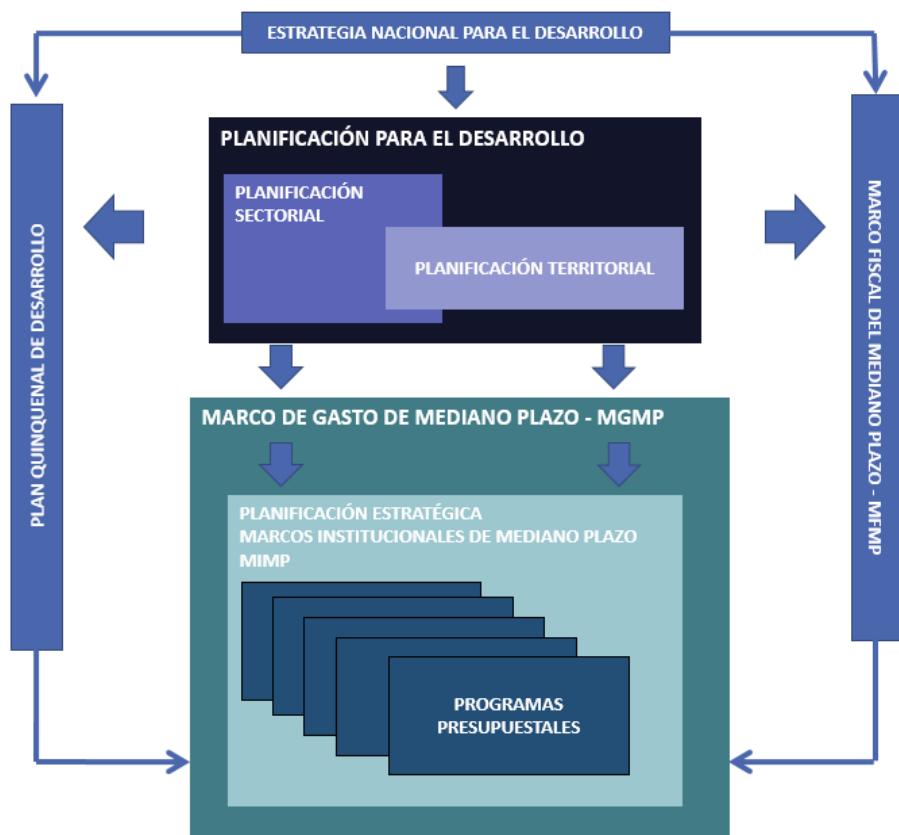 ESTRATEGIA NACIONAL PARA EL DESARROLLO
PLAN QUINQUENAL DE DESARROLLO
PLANIFICACIÓN PARA EL DESARROLLO
PLANIFICACIÓN
SECTORIAL
PLANIFICACIÓN TERRITORIAL
MARCO FISCAL DEL MEDIANO PLAZO - MFMP
MARCO DE GASTO DE MEDIANO PLAZO - MGMP
PLANIFICACIÓN ESTRATÉGICA
MARCOS INSTITUCIONALES DE MEDIANO PLAZO
MIMP
PROGRAMAS
PRESUPUESTALES